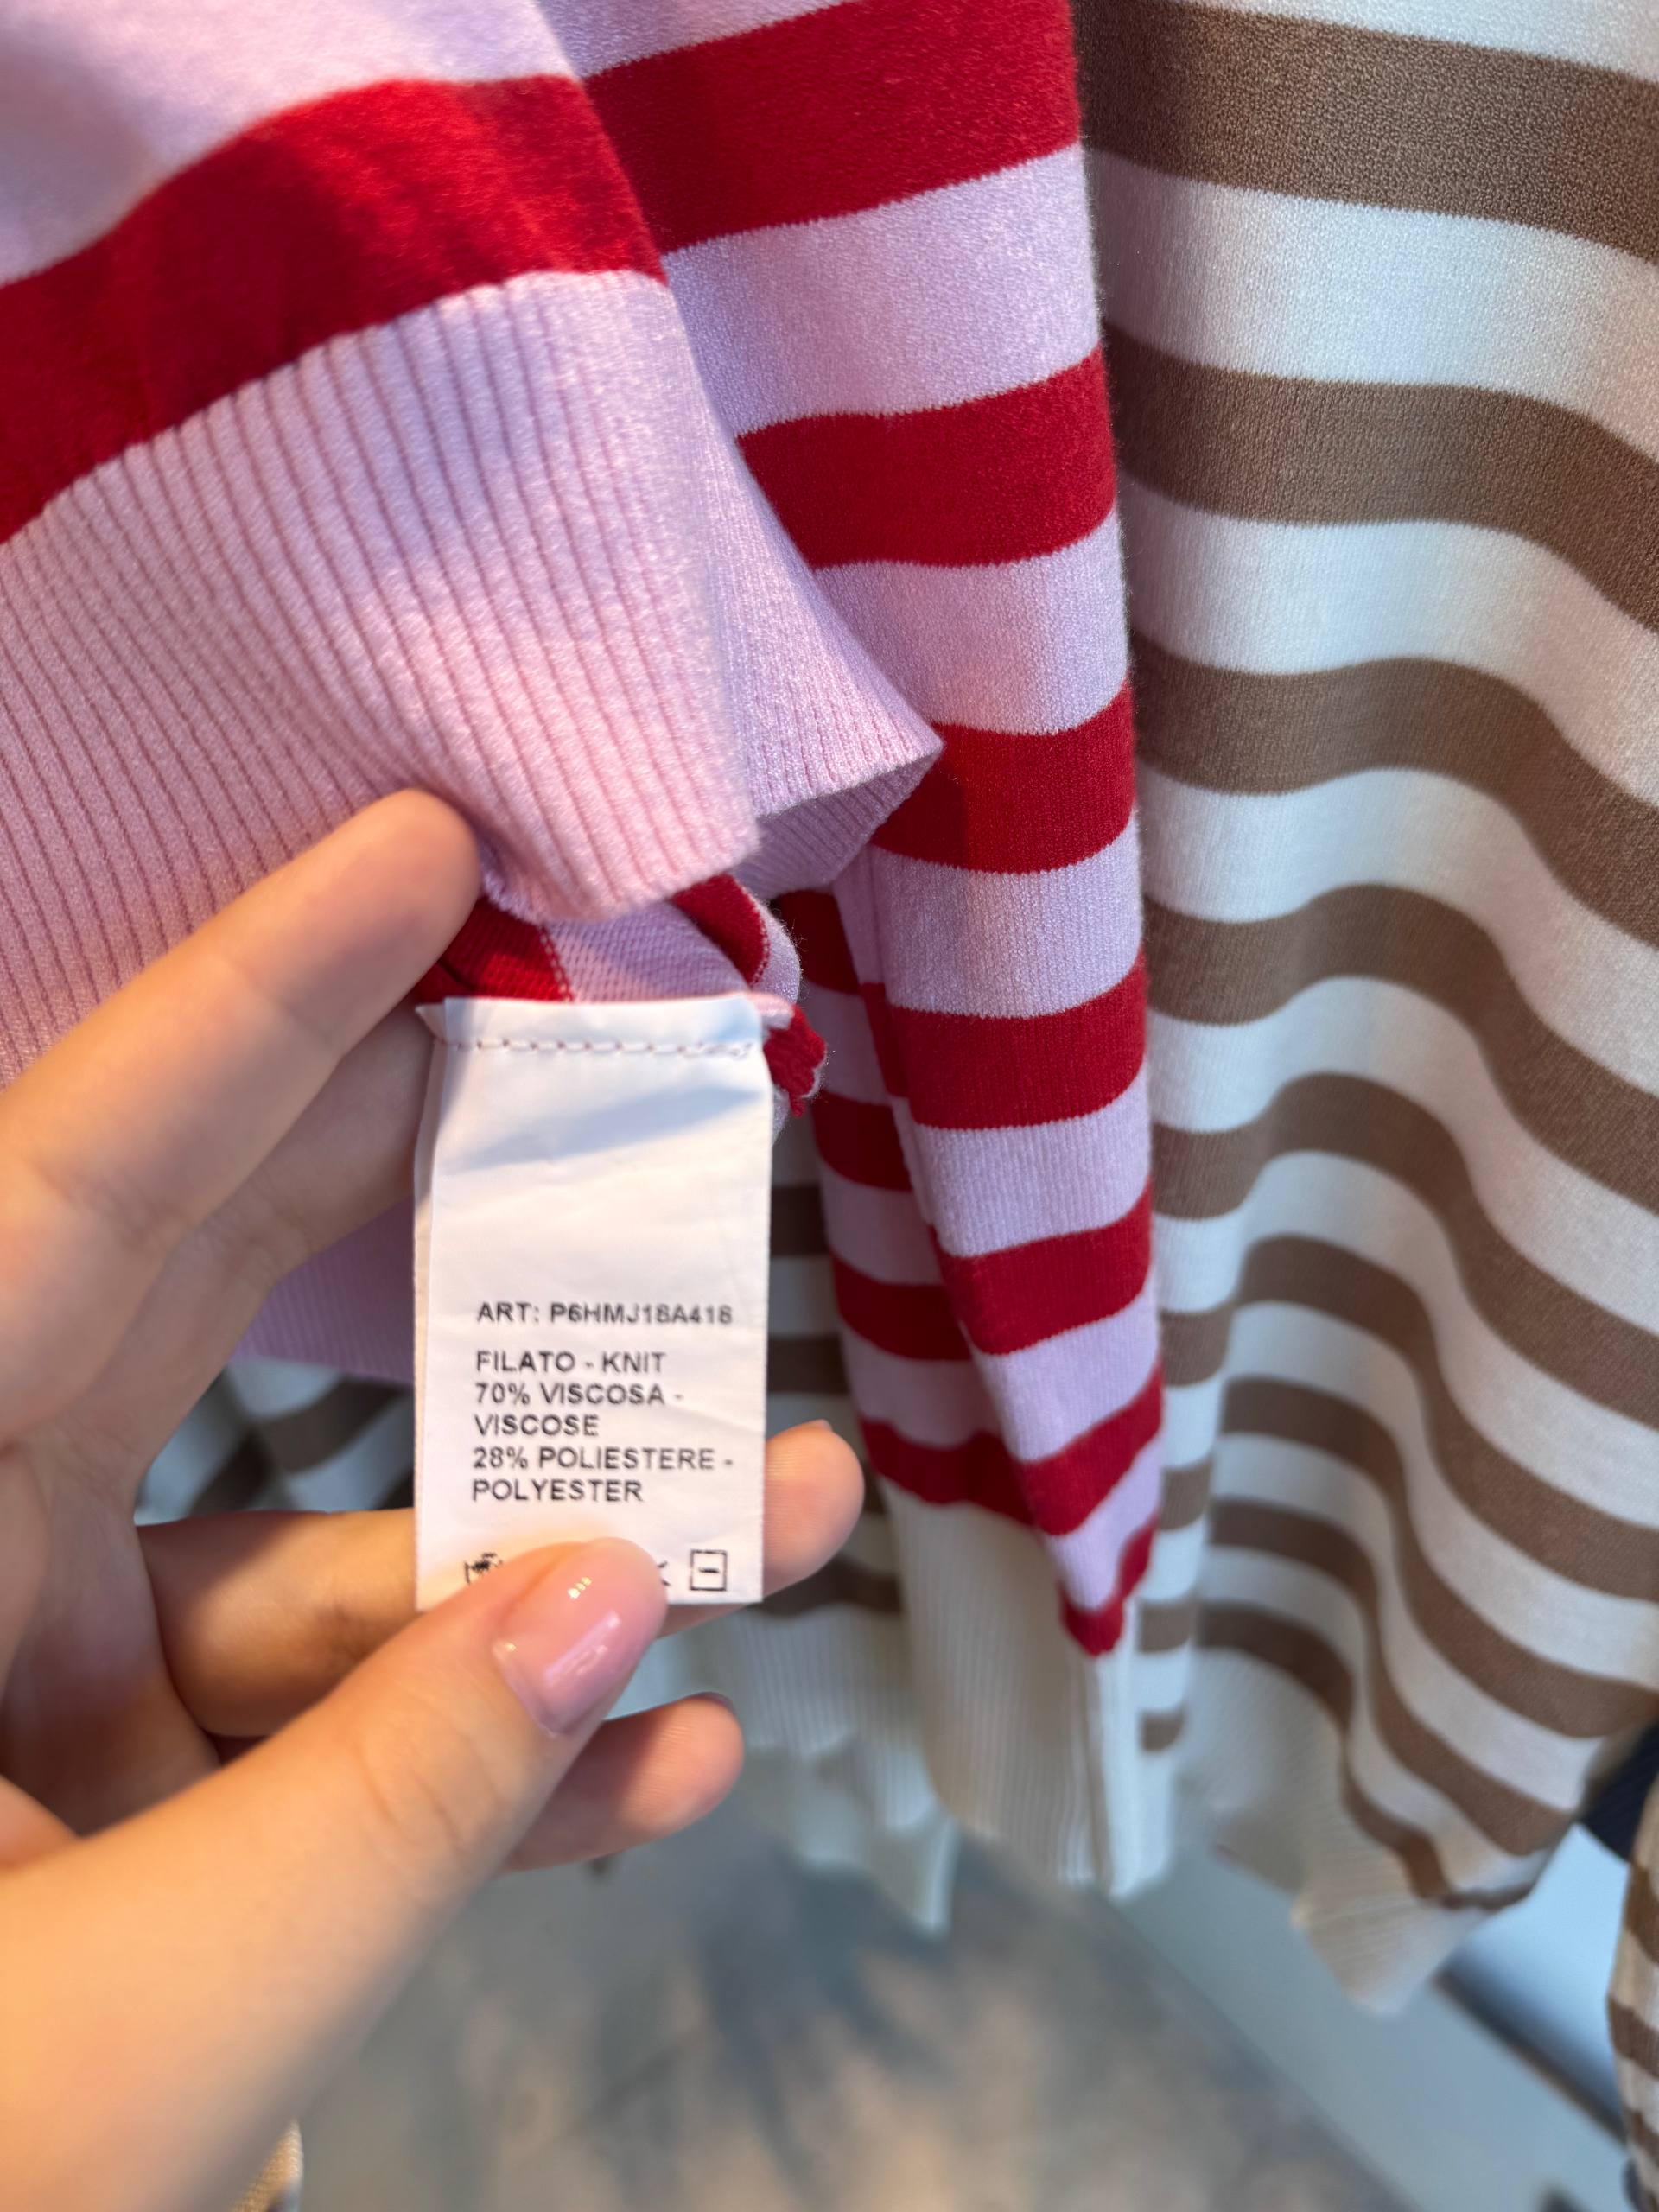 ART: P6HMJ18A418
FILATO - KNIT
70% VISCOSA -
VISCOSE
28% POLIESTERE -
POLYESTER